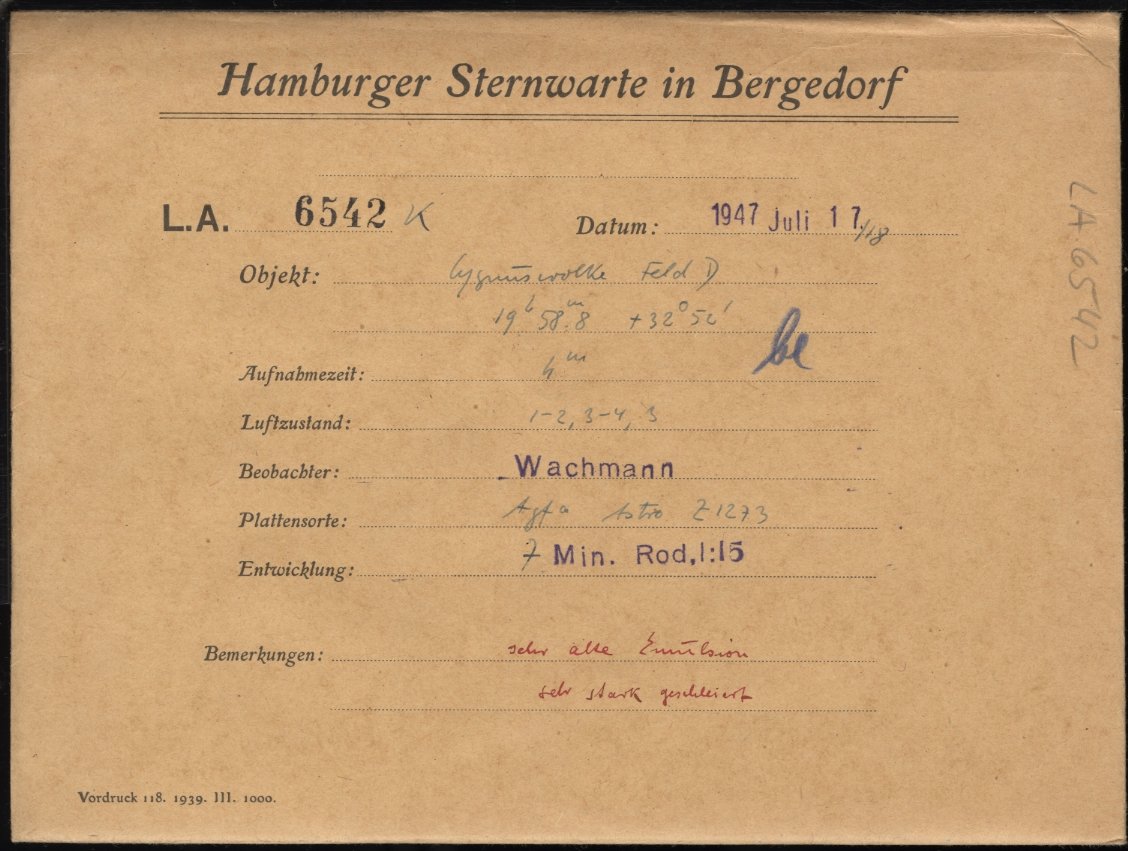 Hamburger Sternwarte in Bergedorf
L.A. 6542 K Datum: 1947 Juli 17/18
Objekt: Cygnuswolke Feld D
19h 58m.8 +32° 52'
be
Aufnahmezeit: m
Luftzustand: 1-2, 3-4, 3
Beobachter: Wachmann
Plattensorte: Agfa Astro Z1273
Entwicklung: 7 Min. Rod, 1:15
Bemerkungen: sehr alte Emulsion
sehr stark geschleiert
Vordruck 118. 1939. III. 1000.
LA 6542